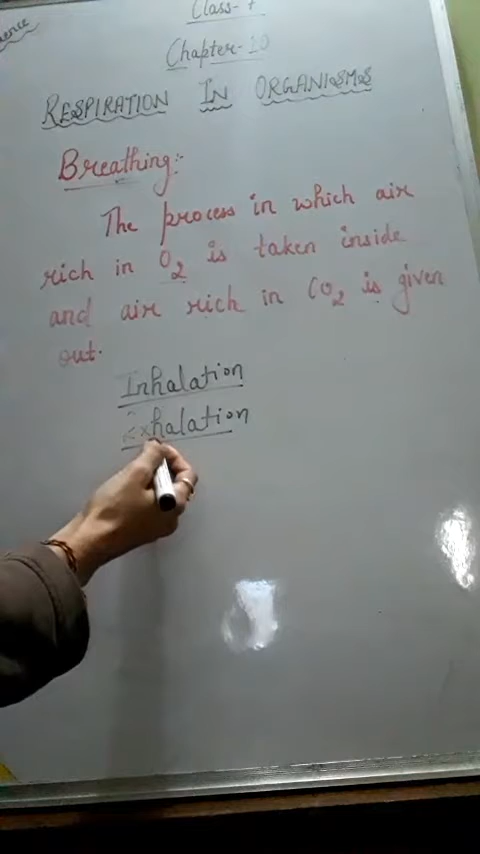 Class-
Chapter-10
RESPIRATION IN ORGANISMS
Breathing:-
The process in which air
rich in O2 is taken inside
and air rich in CO2 is given
out.
Inhalation
Exhalation